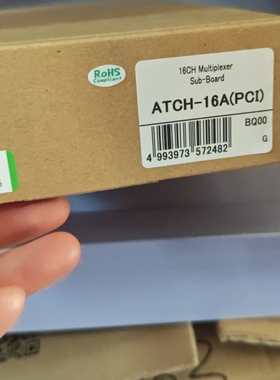 RoHS
Compliant
16CH Multiplexer
Sub-Board
ATCH-16A(PCI)
BQ00
G
4 993973 572482